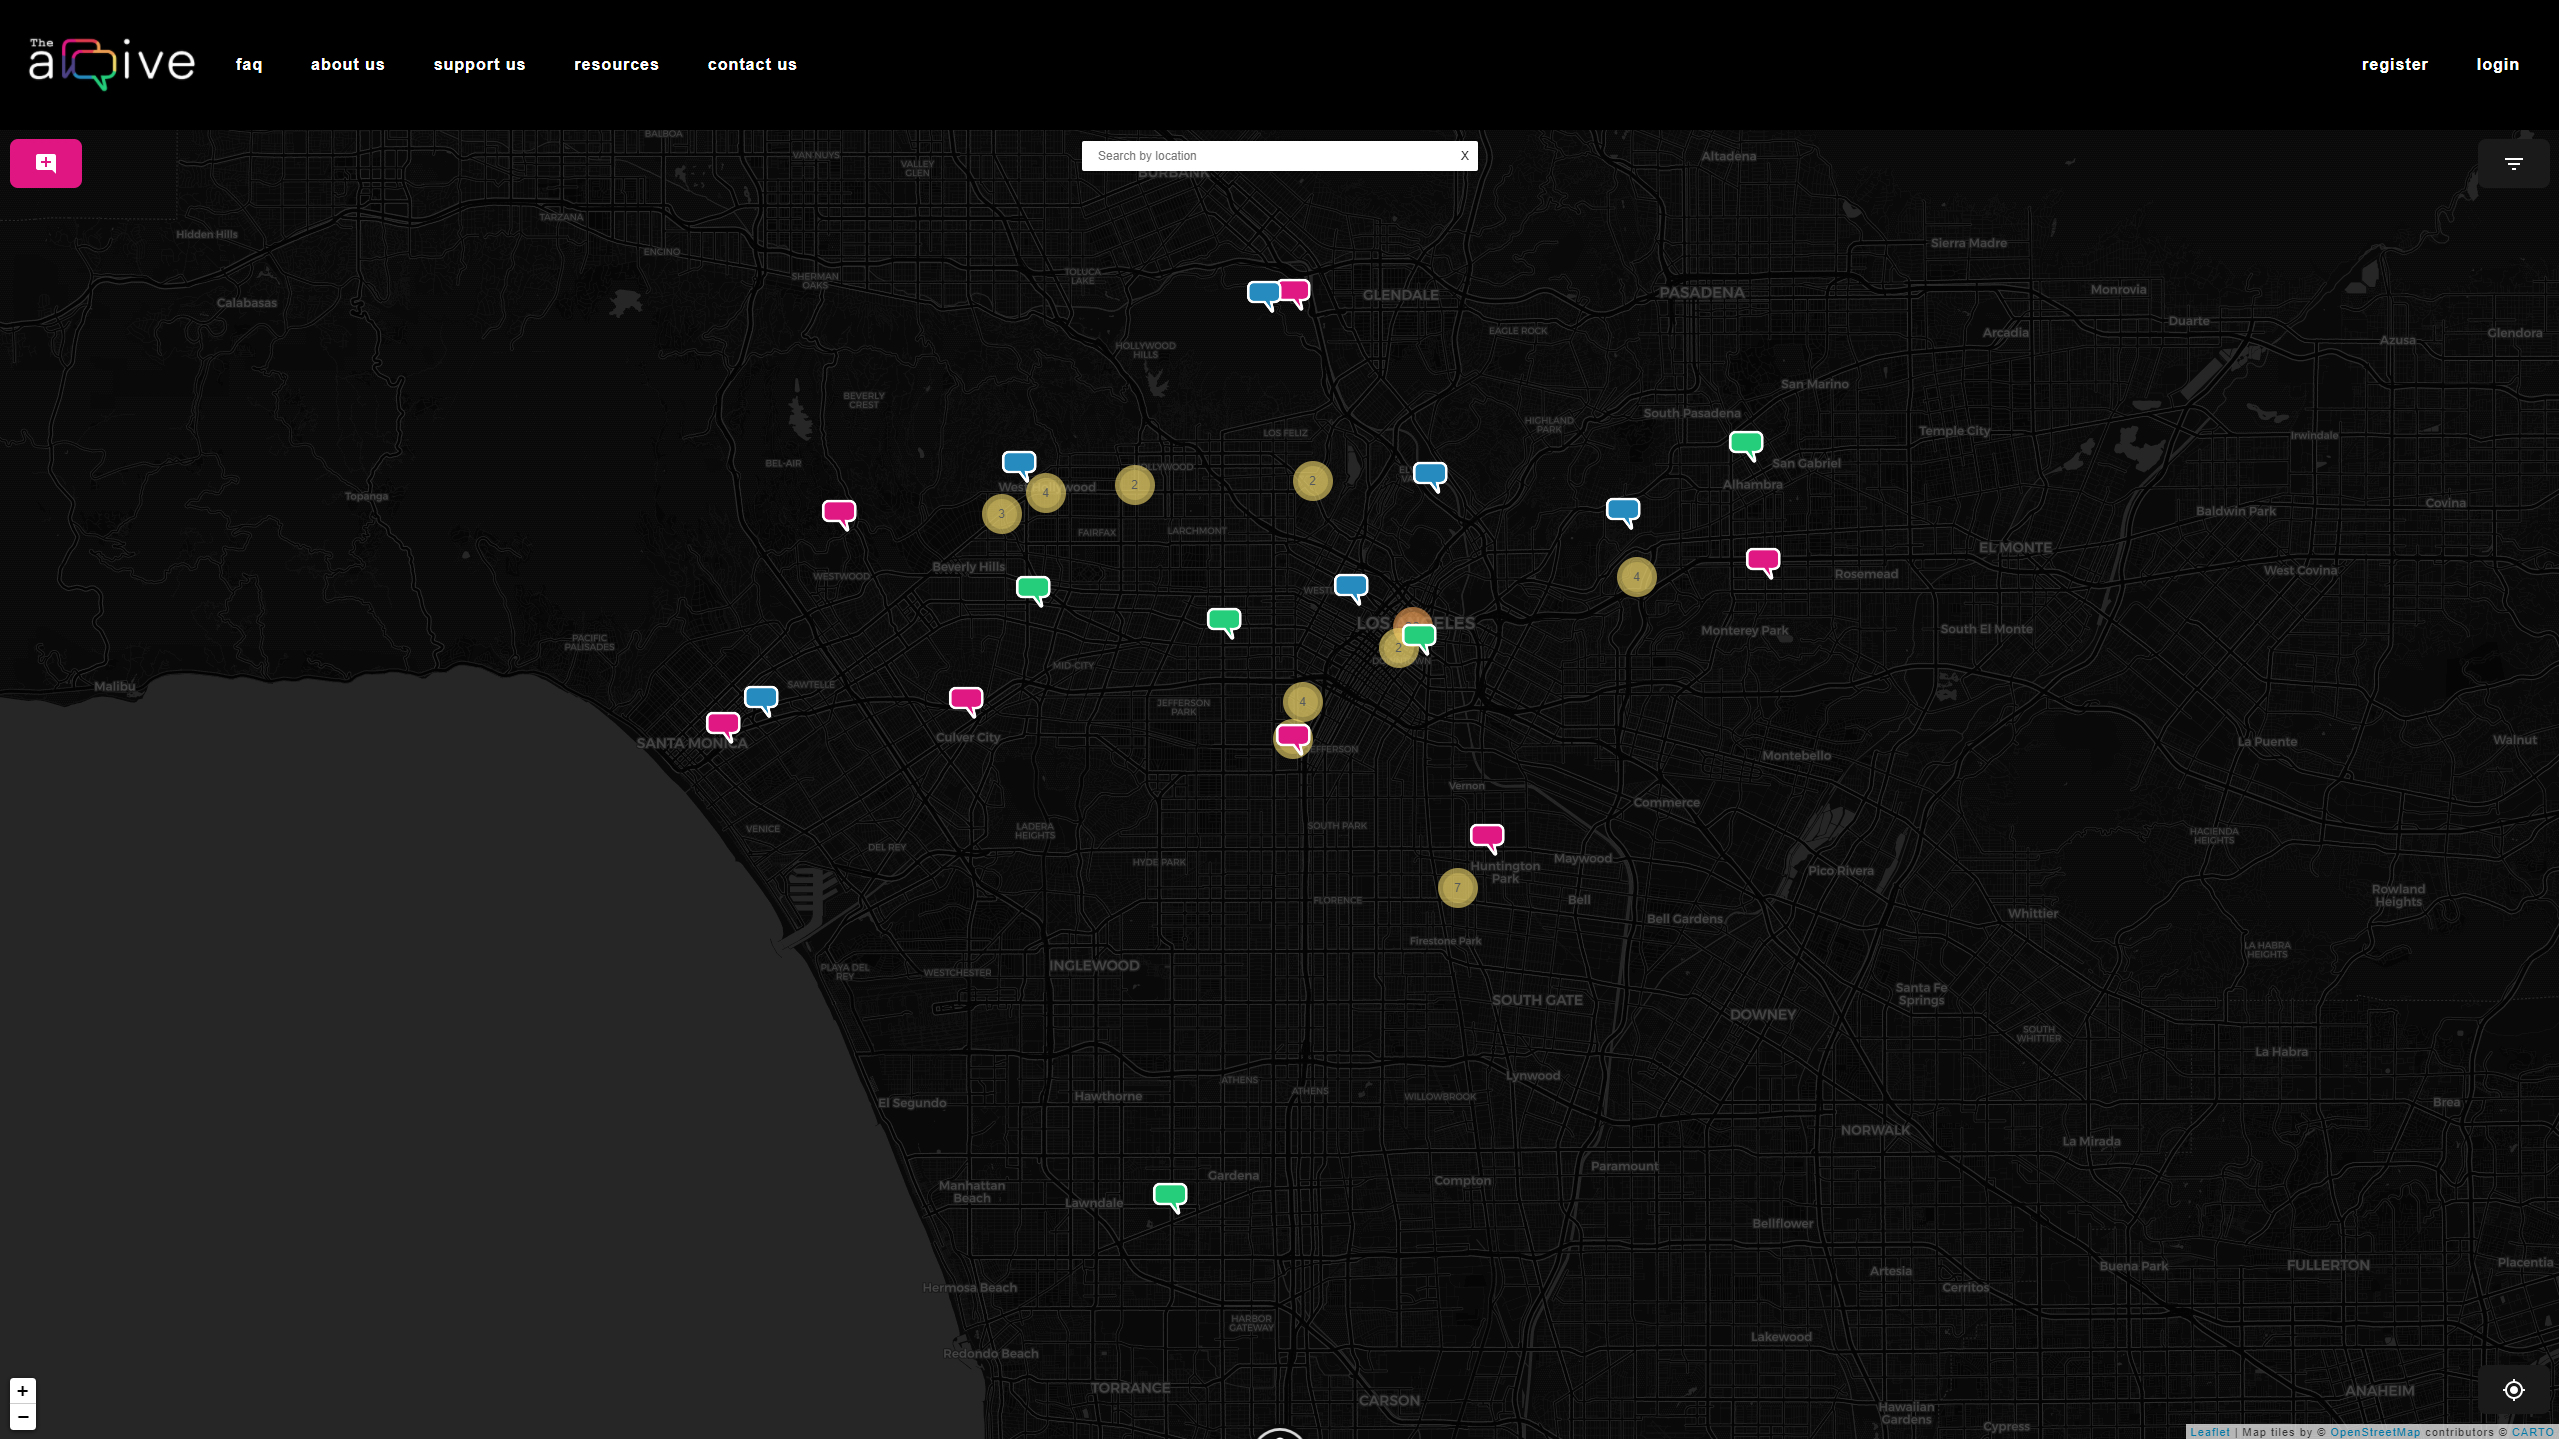 The
a ive
faq
about us
support us
resources
contact us
register
login
Search by location
X
BALBOA
VAN NUYS
VALLEY
GLEN
BURBANK
Altadena
TARZANA
Hidden Hills
ENCINO
Sierra Madre
SHERMAN
OAKS
TOLUCA
LAKE
Calabasas
GLENDALE
PASADENA
Monrovia
EAGLE ROCK
Arcadia
Duarte
Azusa
Glendora
HOLLYWOOD
HILLS
BEVERLY
CREST
San Marino
South Pasadena
HIGHLAND
PARK
LOS FELIZ
Temple City
Irwindale
BEL-AIR
San Gabriel
Alhambra
Topanga
2
2
4
3
Covina
Baldwin Park
FAIRFAX
LARCHMONT
EL MONTE
Beverly Hills
WESTWOOD
4
Rosemead
West Covina
PACIFIC
PALISADES
Monterey Park
South El Monte
2
MID-CITY
Malibu
SAWTELLE
JEFFERSON
PARK
4
SANTA MONICA
Culver City
Montebello
La Puente
Walnut
Vernon
Commerce
VENICE
LADERA
HEIGHTS
SOUTH PARK
HACIENDA
HEIGHTS
DEL REY
HYDE PARK
Huntington
Park
Maywood
Pico Rivera
7
FLORENCE
Bell
Bell Gardens
Whittier
Rowland
Heights
Firestone Park
LA HABRA
HEIGHTS
INGLEWOOD
PLAYA DEL
REY
WESTCHESTER
SOUTH GATE
Santa Fe
Springs
DOWNEY
SOUTH
WHITTIER
La Habra
Lynwood
ATHENS
ATHENS
Hawthorne
WILLOWBROOK
El Segundo
Brea
NORWALK
La Mirada
Paramount
Gardena
Compton
Manhattan
Beach
Lawndale
Bellflower
Artesia
Buena Park
FULLERTON
Placentia
Hermosa Beach
Cerritos
HARBOR
GATEWAY
Lakewood
Redondo Beach
TORRANCE
CARSON
ANAHEIM
Hawaiian
Gardens
Cypress
+
−
Leaflet | Map tiles by © OpenStreetMap contributors © CARTO